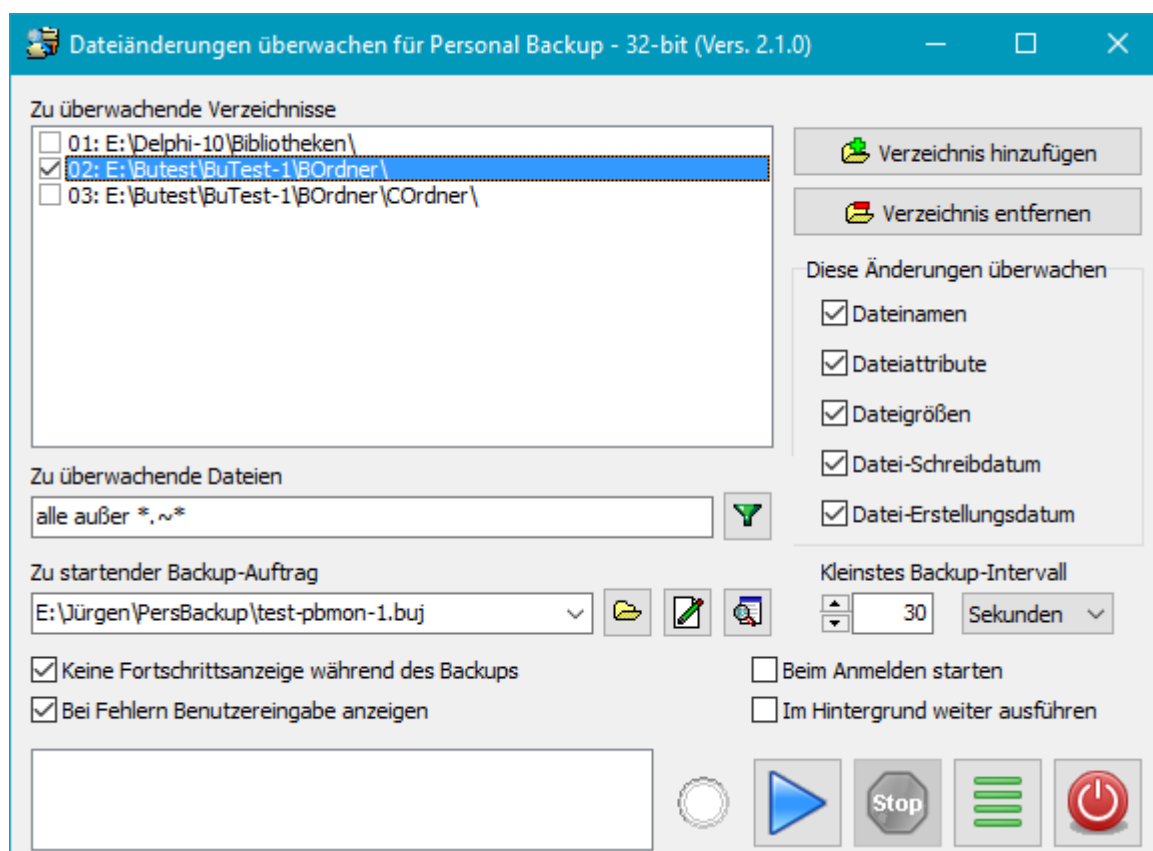 Dateiänderungen überwachen für Personal Backup - 32-bit (Vers. 2.1.0)
Zu überwachende Verzeichnisse
01: E:\Delphi-10\Bibliotheken\
02: E:\Butest\BuTest-1\BOrdner\
03: E:\Butest\BuTest-1\BOrdner\COrdner\
Verzeichnis hinzufügen
Verzeichnis entfernen
Diese Änderungen überwachen
Dateinamen
Dateiattribute
Dateigrößen
Datei-Schreibdatum
Datei-Erstellungsdatum
Zu überwachende Dateien
alle außer *.~*
Zu startender Backup-Auftrag
E:\Jürgen\PersBackup\test-pbmon-1.buj
Kleinstes Backup-Intervall
30 Sekunden
Keine Fortschrittsanzeige während des Backups
Bei Fehlern Benutzereingabe anzeigen
Beim Anmelden starten
Im Hintergrund weiter ausführen
Stop